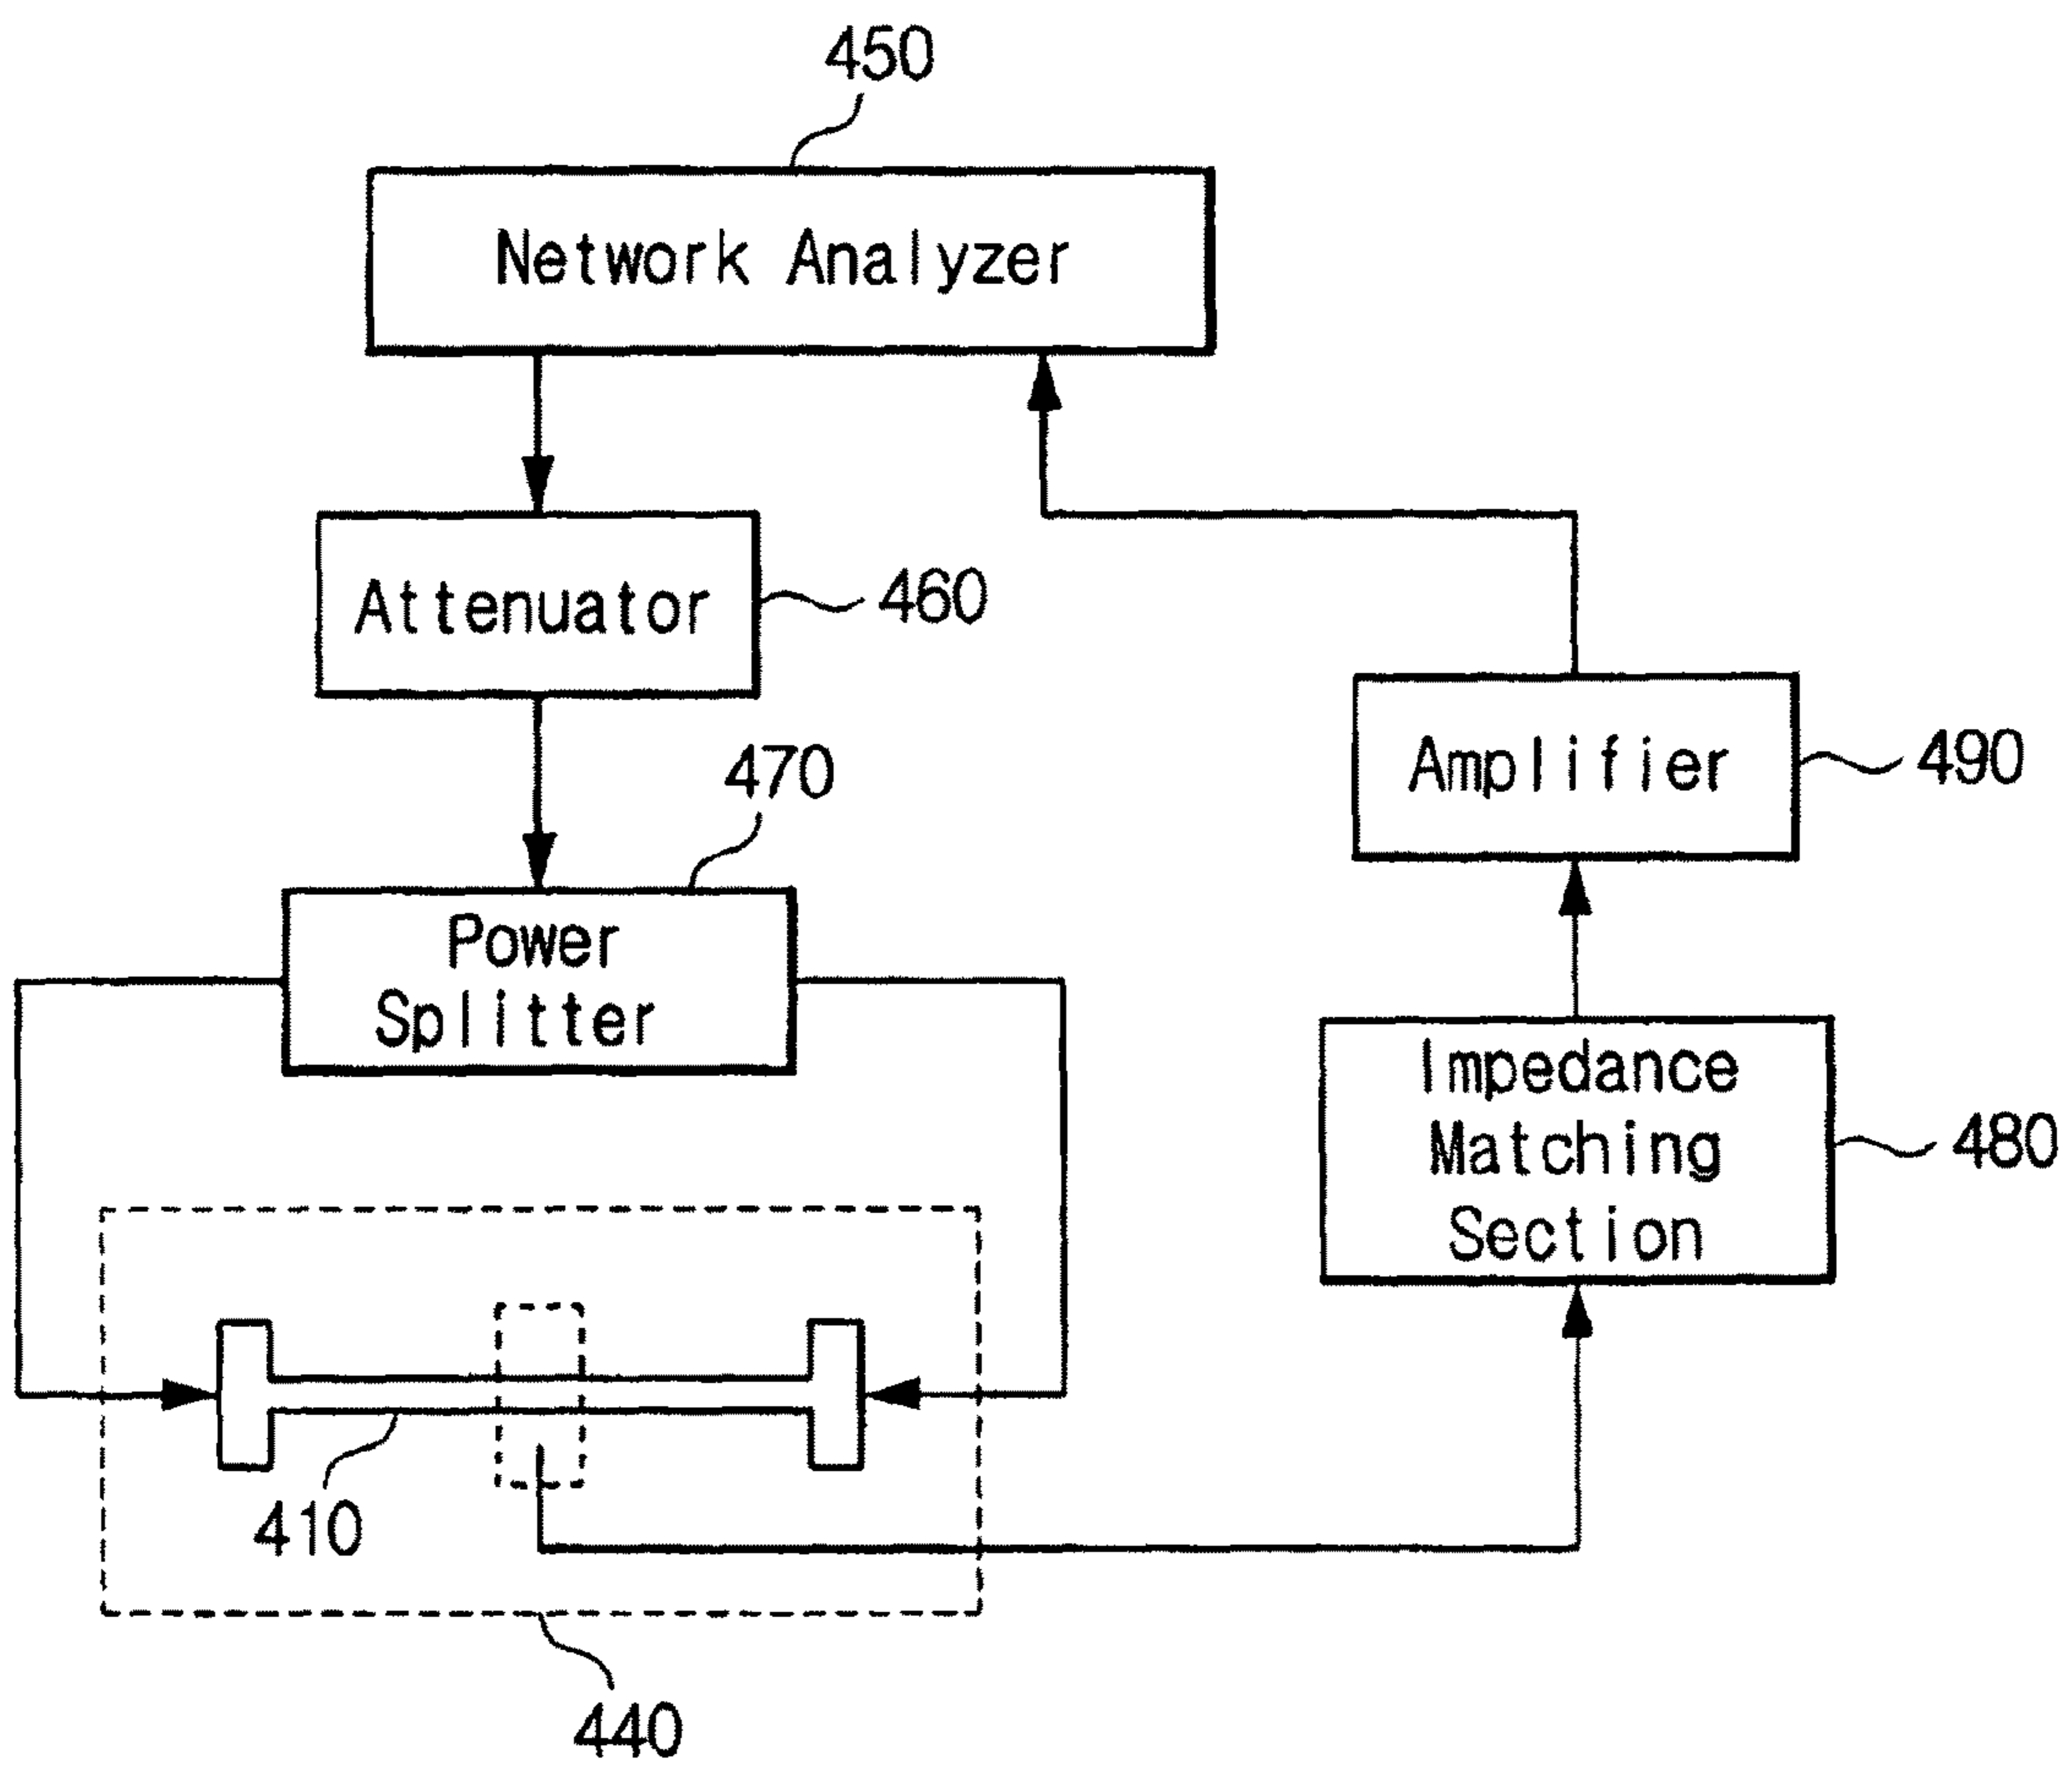 450
Network Analyzer
Attenuator
460
470
Power
Splitter
Amplifier
490
Impedance
Matching
Section
480
410
440